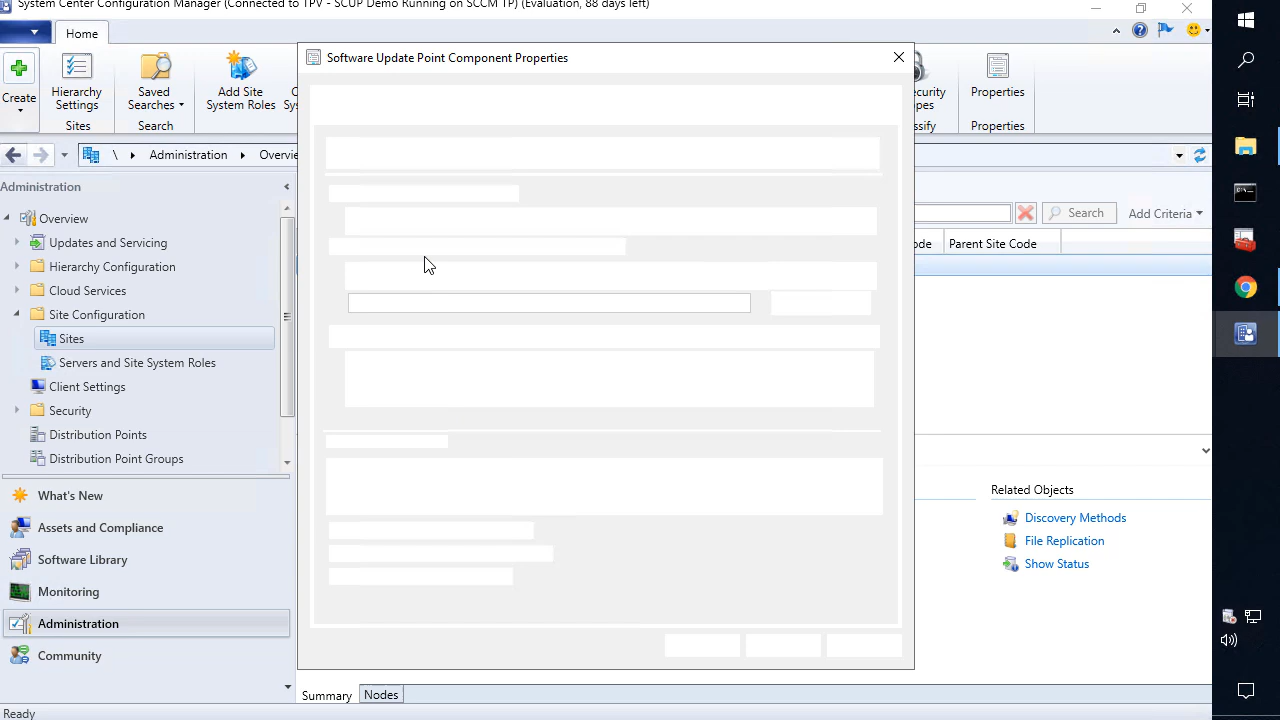 System Center Configuration Manager (Connected to TPV - SCUP Demo Running on SCCM TP) (Evaluation, 88 days left)
Home
Create
Hierarchy
Settings
Sites
Saved
Searches
Search
Add Site
System Roles
Software Update Point Component Properties
Properties
Properties
\ Administration Overvie
Administration
Search
Add Criteria
ode
Parent Site Code
Overview
Updates and Servicing
Hierarchy Configuration
Cloud Services
Site Configuration
Sites
Servers and Site System Roles
Client Settings
Security
Distribution Points
Distribution Point Groups
What's New
Assets and Compliance
Software Library
Monitoring
Administration
Community
Related Objects
Discovery Methods
File Replication
Show Status
Summary
Nodes
Ready